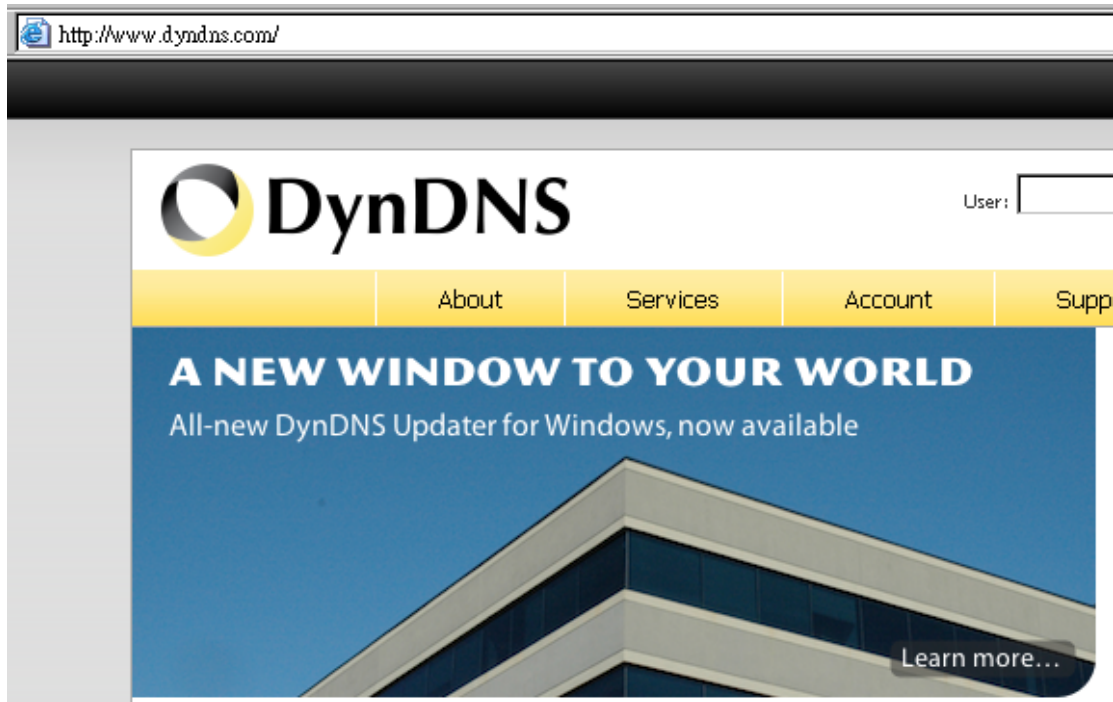 http://www.dyndns.com/
DynDNS
User:
About Services Account Supp
A NEW WINDOW TO YOUR WORLD
All-new DynDNS Updater for Windows, now available
Learn more...